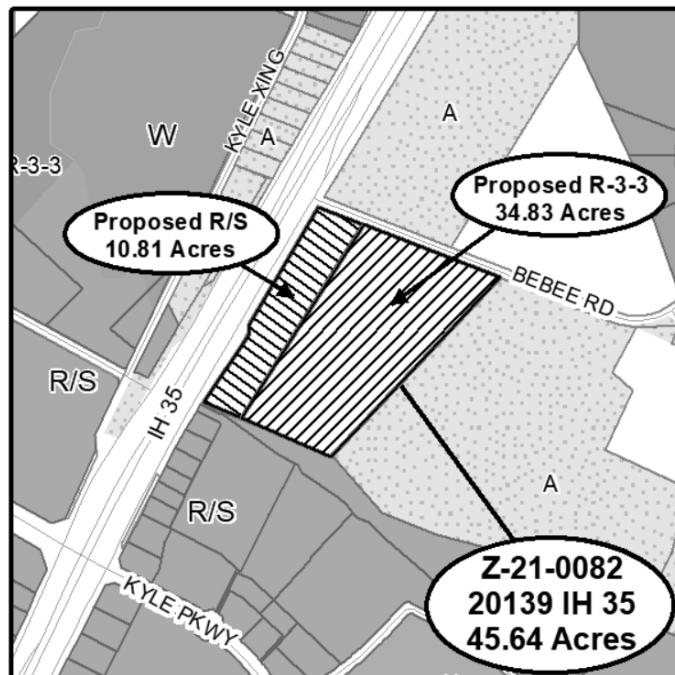 KYLE XING
A
A
W
R-3-3
Proposed R-3-3
34.83 Acres
Proposed R/S
10.81 Acres
BEBEE RD
R/S
IH 35
A
R/S
Z-21-0082
20139 IH 35
45.64 Acres
KYLE PKWY